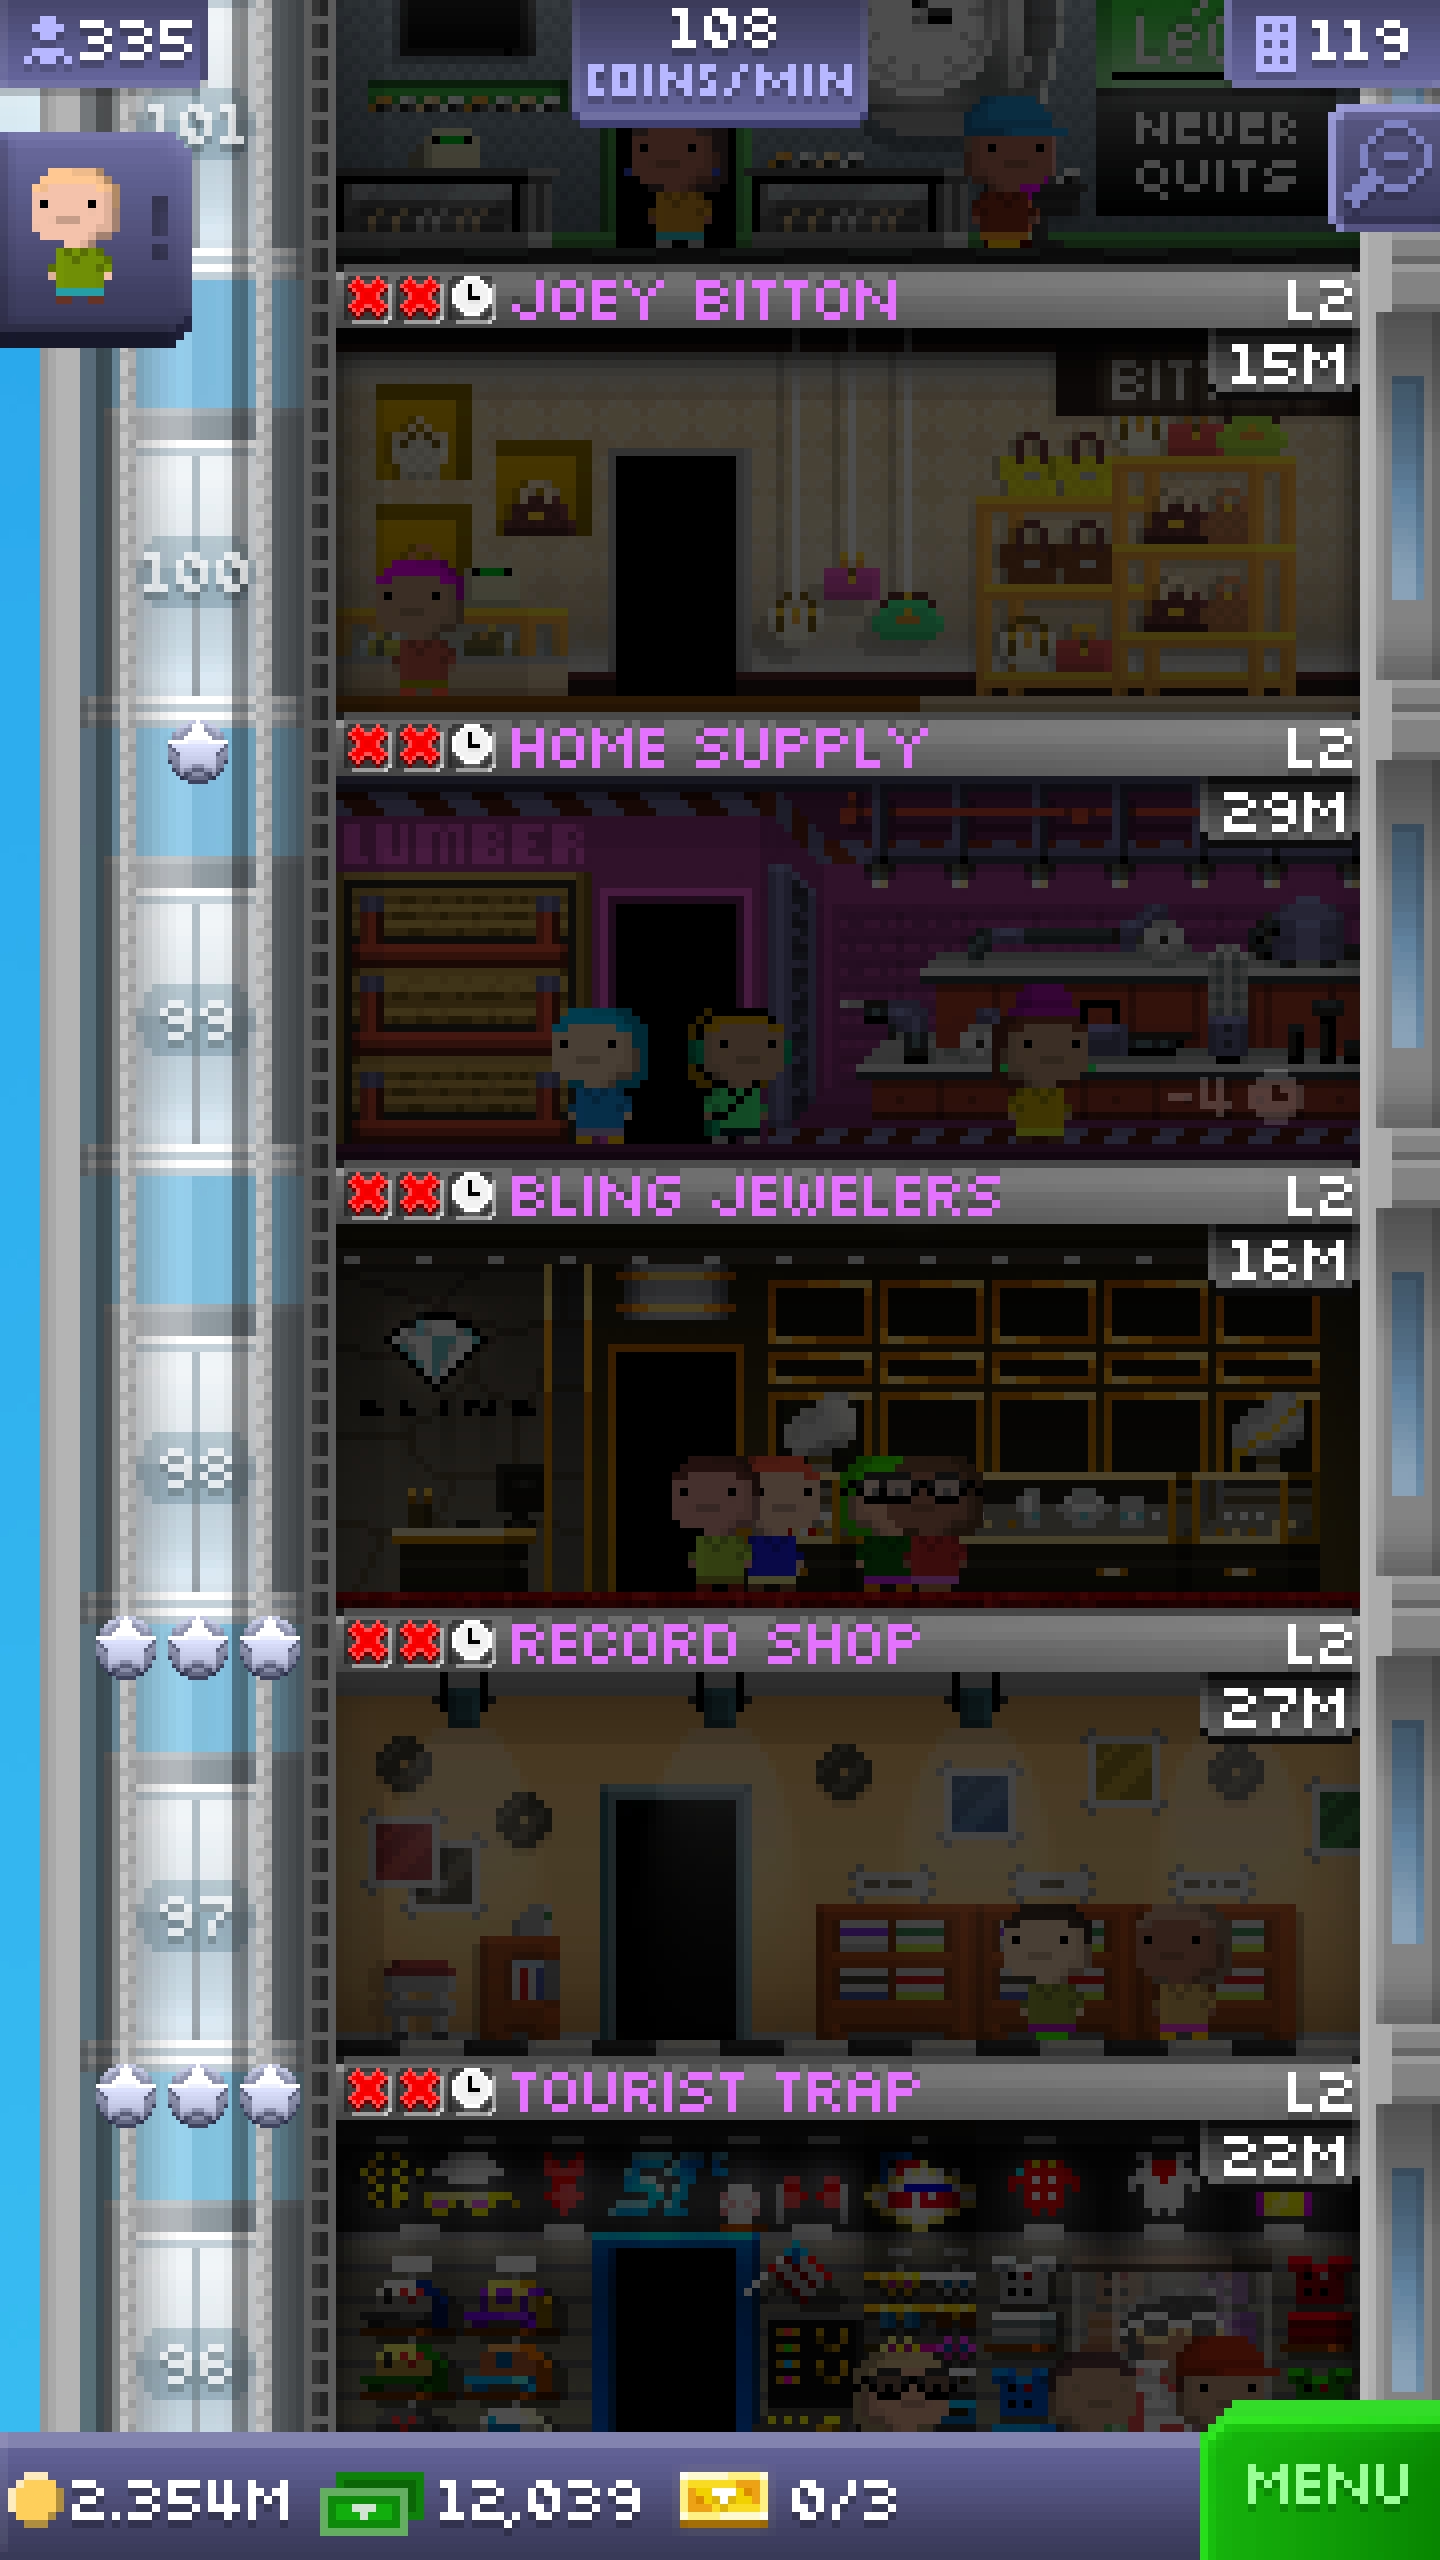 335
108
COINS/MIN
119
101
NEVER
QUITS
JOEY BITTON
L2
15M
100
HOME SUPPLY
L2
29M
LUMBER
99
-4
BLING JEWELERS
L2
16M
BLING
98
RECORD SHOP
L2
27M
97
TOURIST TRAP
L2
22M
96
2.354M
12,039
0/3
MENU